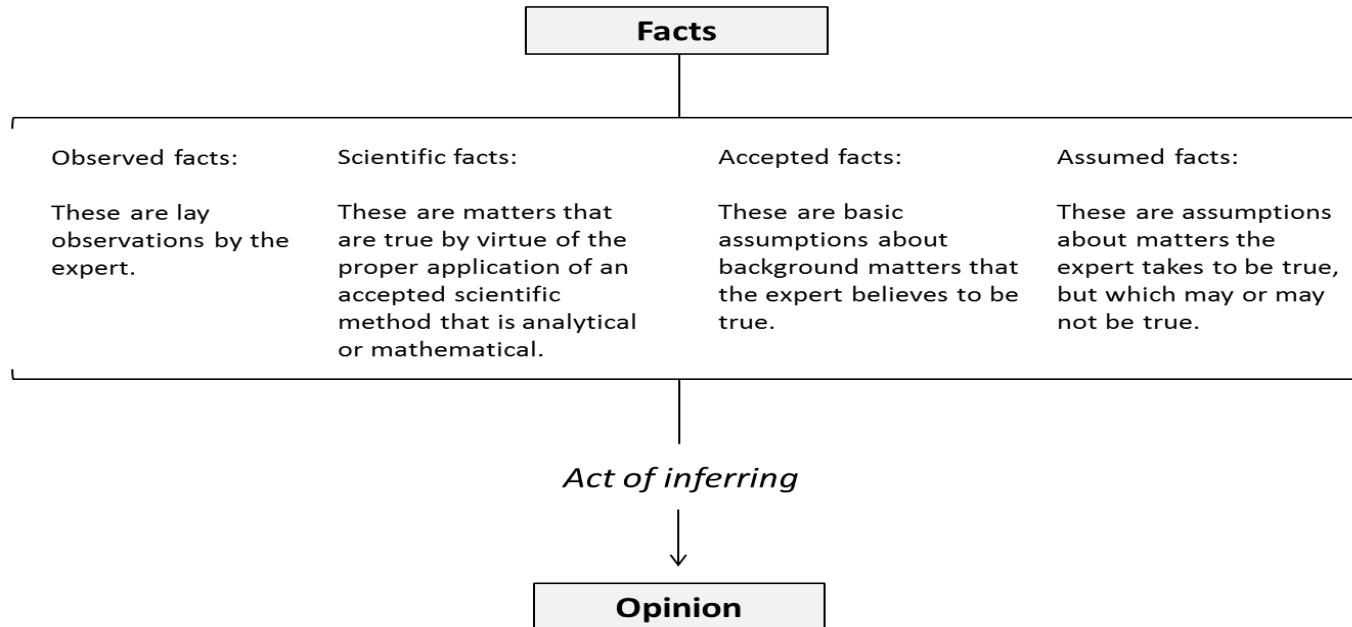 Facts
Observed facts:
These are lay
observations by the
expert.
Scientific facts:
These are matters that
are true by virtue of the
proper application of an
accepted scientific
method that is analytical
or mathematical.
Accepted facts:
These are basic
assumptions about
background matters that
the expert believes to be
true.
Assumed facts:
These are assumptions
about matters the
expert takes to be true,
but which may or may
not be true.
Act of inferring
Opinion